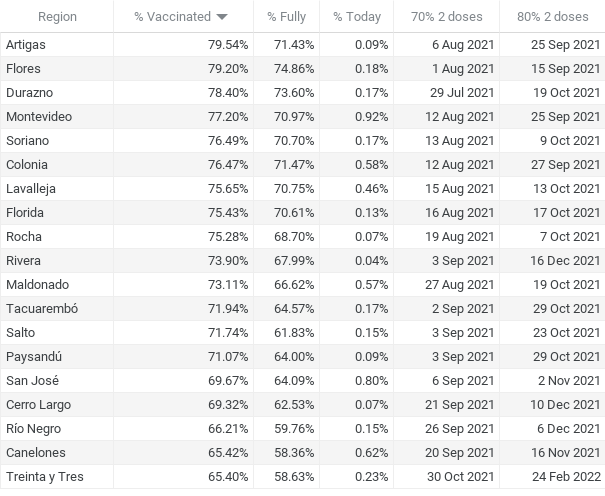 Region % Vaccinated % Fully % Today 70% 2 doses 80% 2 doses
Artigas 79.54% 71.43% 0.09% 6 Aug 2021 25 Sep 2021
Flores 79.20% 74.86% 0.18% 1 Aug 2021 15 Sep 2021
Durazno 78.40% 73.60% 0.17% 29 Jul 2021 19 Oct 2021
Montevideo 77.20% 70.97% 0.92% 12 Aug 2021 25 Sep 2021
Soriano 76.49% 70.70% 0.17% 13 Aug 2021 9 Oct 2021
Colonia 76.47% 71.47% 0.58% 12 Aug 2021 27 Sep 2021
Lavalleja 75.65% 70.75% 0.46% 15 Aug 2021 13 Oct 2021
Florida 75.43% 70.61% 0.13% 16 Aug 2021 17 Oct 2021
Rocha 75.28% 68.70% 0.07% 19 Aug 2021 7 Oct 2021
Rivera 73.90% 67.99% 0.04% 3 Sep 2021 16 Dec 2021
Maldonado 73.11% 66.62% 0.57% 27 Aug 2021 19 Oct 2021
Tacuarembó 71.94% 64.57% 0.17% 2 Sep 2021 29 Oct 2021
Salto 71.74% 61.83% 0.15% 3 Sep 2021 23 Oct 2021
Paysandú 71.07% 64.00% 0.09% 3 Sep 2021 29 Oct 2021
San José 69.67% 64.09% 0.80% 6 Sep 2021 2 Nov 2021
Cerro Largo 69.32% 62.53% 0.07% 21 Sep 2021 10 Dec 2021
Río Negro 66.21% 59.76% 0.15% 26 Sep 2021 6 Dec 2021
Canelones 65.42% 58.36% 0.62% 20 Sep 2021 16 Nov 2021
Treinta y Tres 65.40% 58.63% 0.23% 30 Oct 2021 24 Feb 2022